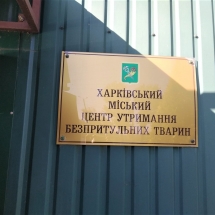 ХАРКІВСЬКИЙ
МІСЬКИЙ
ЦЕНТР УТРИМАННЯ
БЕЗПРИТУЛЬНИХ ТВАРИН